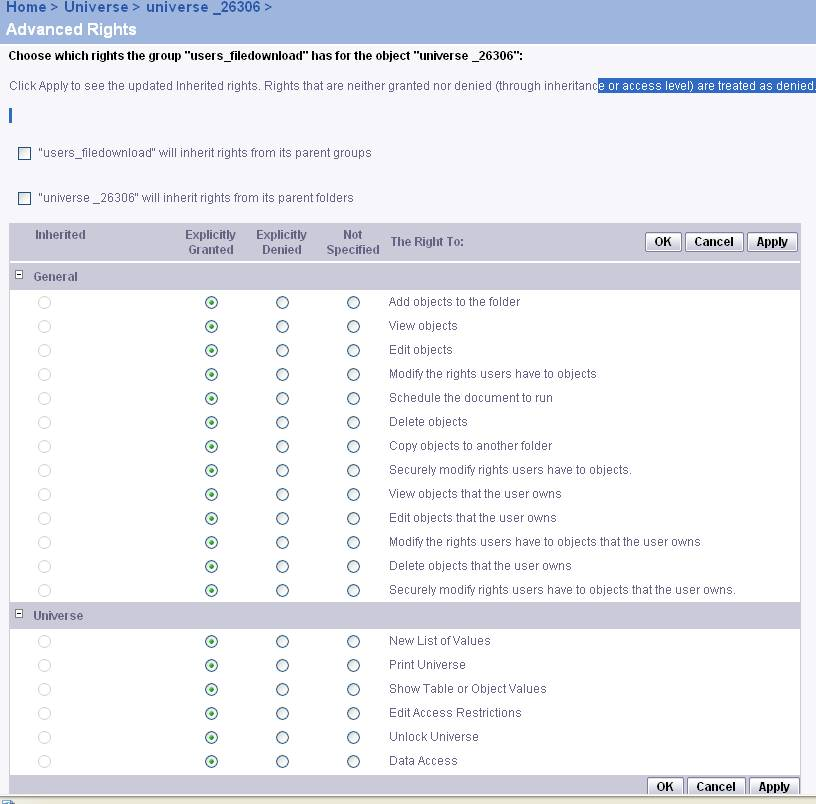 Home > Universe > universe _26306 >
Advanced Rights
Choose which rights the group "users_filedownload" has for the object "universe _26306":
Click Apply to see the updated Inherited rights. Rights that are neither granted nor denied (through inheritance or access level) are treated as denied.
"users_filedownload" will inherit rights from its parent groups
"universe _26306" will inherit rights from its parent folders
Inherited Explicitly Granted Explicitly Denied Not Specified The Right To: OK Cancel Apply
General
Add objects to the folder
View objects
Edit objects
Modify the rights users have to objects
Schedule the document to run
Delete objects
Copy objects to another folder
Securely modify rights users have to objects.
View objects that the user owns
Edit objects that the user owns
Modify the rights users have to objects that the user owns
Delete objects that the user owns
Securely modify rights users have to objects that the user owns.
Universe
New List of Values
Print Universe
Show Table or Object Values
Edit Access Restrictions
Unlock Universe
Data Access
OK Cancel Apply